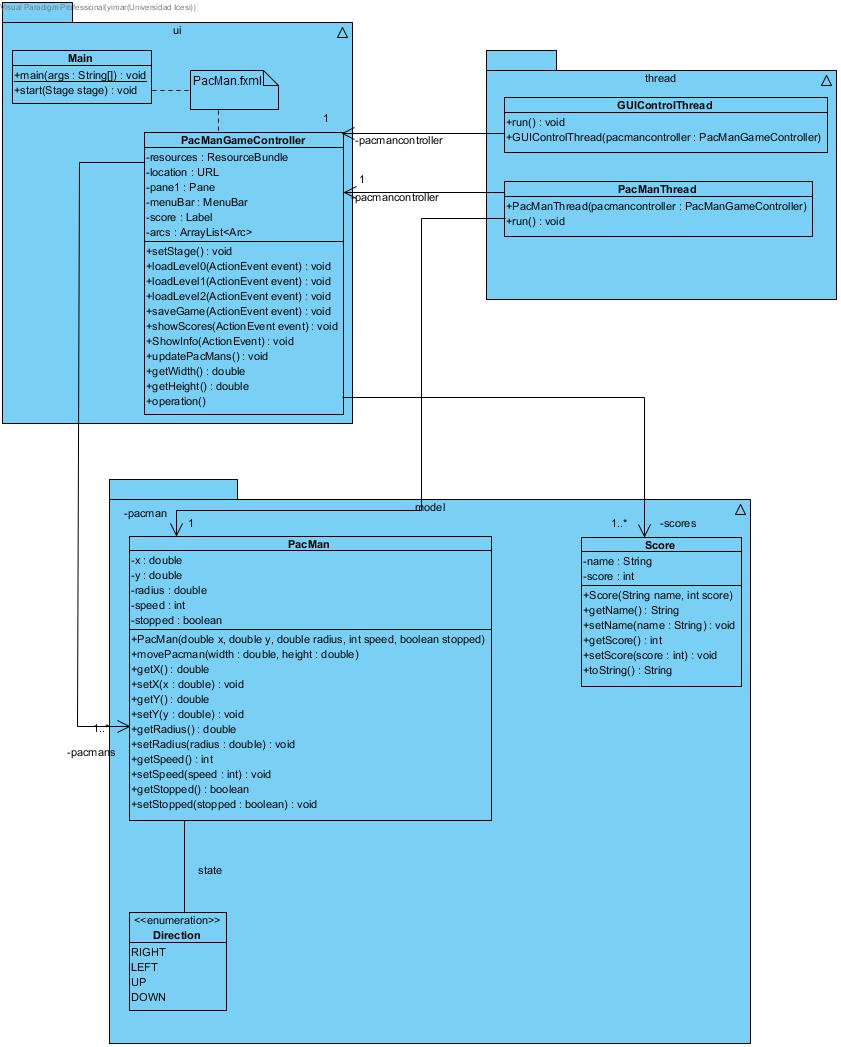 Visual Paradigm Professional(yimar(Universidad Icesi))
ui
Main
+main(args : String[]) : void
+start(Stage stage) : void
PacMan.fxml
1
PacManGameController
-resources : ResourceBundle
-location : URL
-pane1 : Pane
-menuBar : MenuBar
-score : Label
-arcs : ArrayList<Arc>
+setStage() : void
+loadLevel0(ActionEvent event) : void
+loadLevel1(ActionEvent event) : void
+loadLevel2(ActionEvent event) : void
+saveGame(ActionEvent event) : void
+showScores(ActionEvent event) : void
+ShowInfo(ActionEvent) : void
+updatePacMans() : void
+getWidth() : double
+getHeight() : double
+operation()
-pacmancontroller
1
-pacmancontroller
thread
GUIControlThread
+run() : void
+GUIControlThread(pacmancontroller : PacManGameController)
PacManThread
+PacManThread(pacmancontroller : PacManGameController)
+run() : void
model
-pacman
1
PacMan
-x : double
-y : double
-radius : double
-speed : int
-stopped : boolean
+PacMan(double x, double y, double radius, int speed, boolean stopped)
+movePacman(width : double, height : double)
+getX() : double
+setX(x : double) : void
+getY() : double
+setY(y : double) : void
+getRadius() : double
+setRadius(radius : double) : void
+getSpeed() : int
+setSpeed(speed : int) : void
+getStopped() : boolean
+setStopped(stopped : boolean) : void
1..*
-pacmans
1..*
-scores
Score
-name : String
-score : int
+Score(String name, int score)
+getName() : String
+setName(name : String) : void
+getScore() : int
+setScore(score : int) : void
+toString() : String
state
<<enumeration>>
Direction
RIGHT
LEFT
UP
DOWN